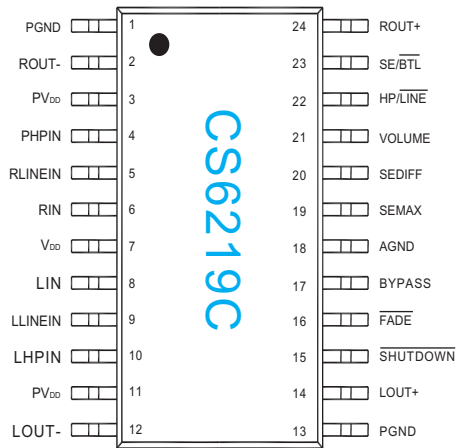 PGND 1 24 ROUT+
ROUT- 2 23 SE/BTL
PVDD 3 22 HP/LINE
PHPIN 4 21 VOLUME
RLINEIN 5 20 SEDIFF
RIN 6 19 SEMAX
VDD 7 18 AGND
LIN 8 17 BYPASS
LLINEIN 9 16 FADE
LHPIN 10 15 SHUTDOWN
PVDD 11 14 LOUT+
LOUT- 12 13 PGND
CS6219C